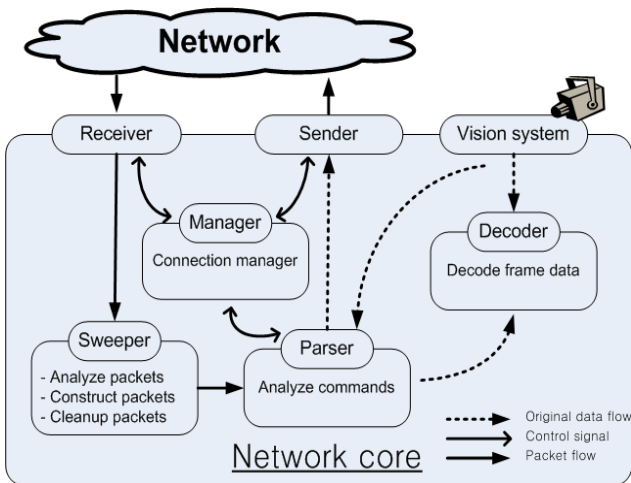 Network
Receiver
Sender
Vision system
Manager
Connection manager
Decoder
Decode frame data
Sweeper
- Analyze packets
- Construct packets
- Cleanup packets
Parser
Analyze commands
Original data flow
Control signal
Packet flow
Network core